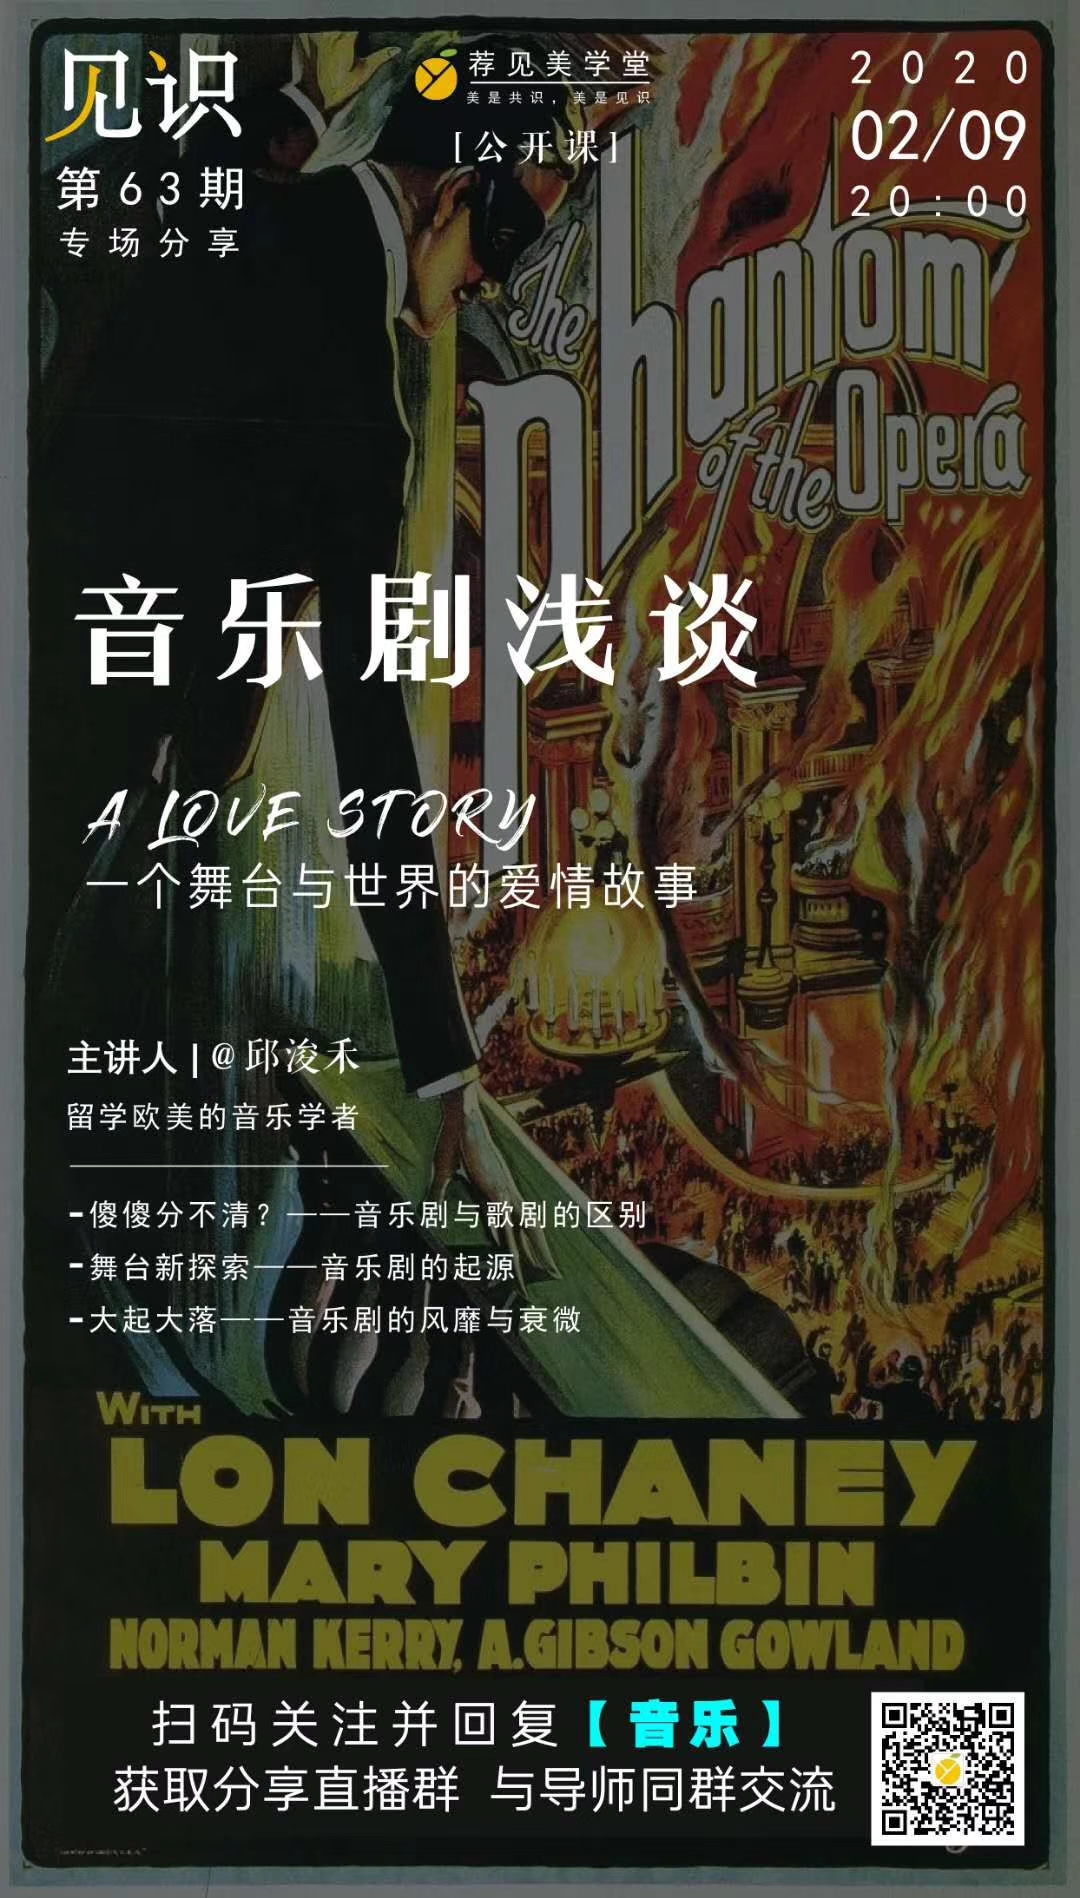 见识
第63期
专场分享
荐见美学堂
美是共识，美是见识
[公开课]
2020
02/09
20:00
The
Phantom
of the Opera
音乐剧浅谈
A LOVE STORY
一个舞台与世界的爱情故事
主讲人 | @邱浚禾
留学欧美的音乐学者
-傻傻分不清？——音乐剧与歌剧的区别
-舞台新探索——音乐剧的起源
-大起大落——音乐剧的风靡与衰微
WITH
LON CHANEY
MARY PHILBIN
NORMAN KERRY, A.GIBSON GOWLAND
扫码关注并回复【音乐】
获取分享直播群 与导师同群交流